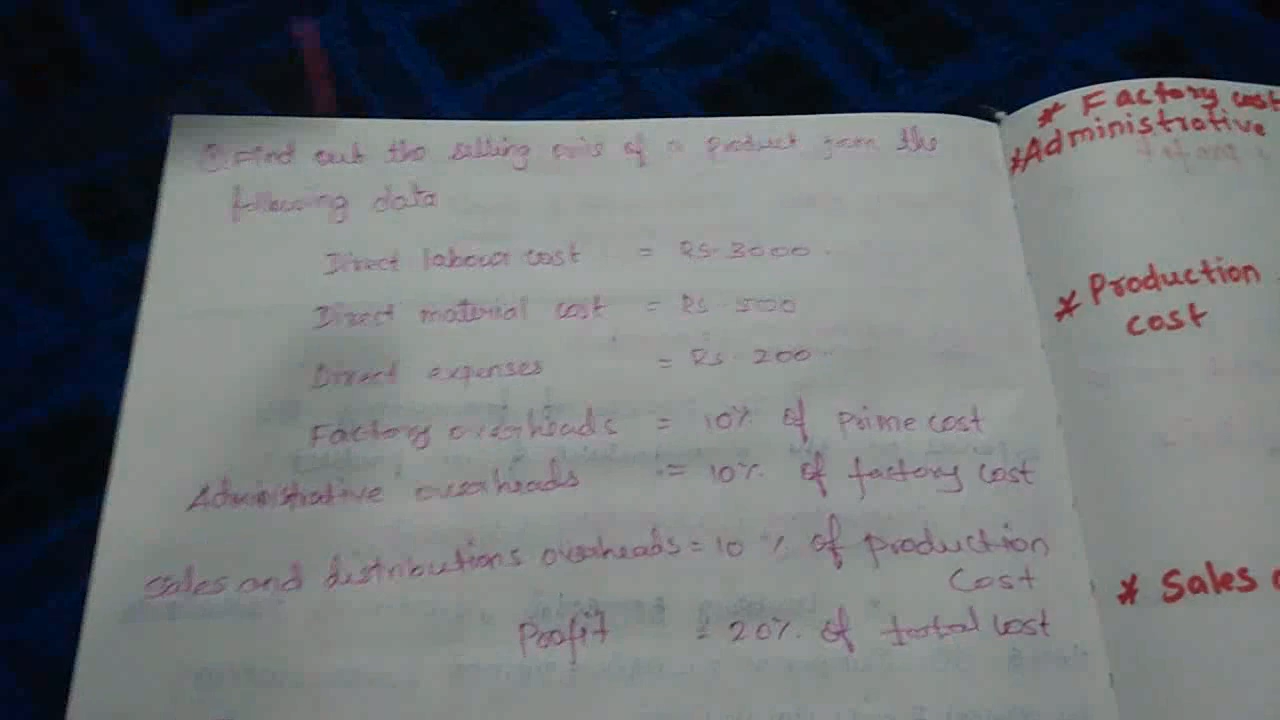 Find out the selling of a product from the
following data
Direct labour cost = Rs. 3000.
Direct material cost = Rs 500
Direct expenses = Rs. 200.
Factory overheads = 10% of Prime cost
Administrative overheads = 10% of factory cost
Sales and distributions overheads = 10% of production
cost
Profit = 20% of total cost
* Factory cost
* Administrative
* Production
cost
* Sales